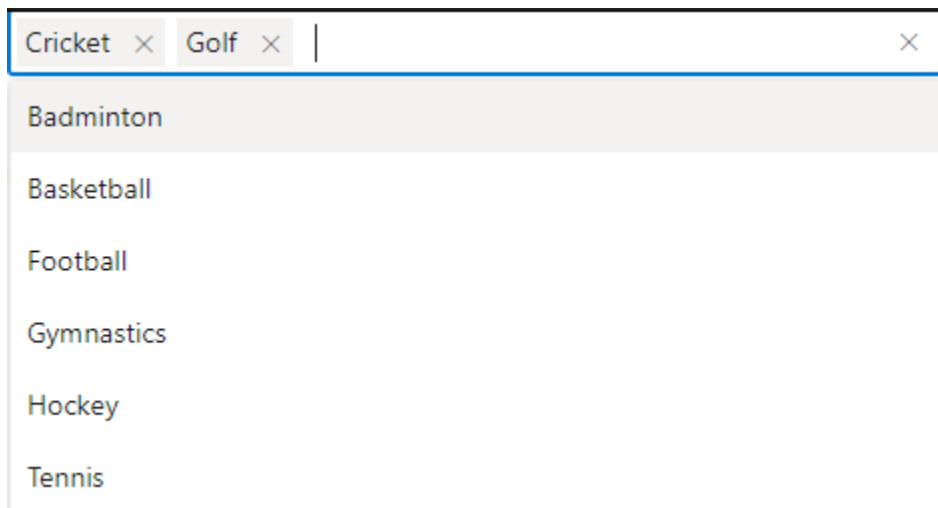 Cricket Golf
Badminton
Basketball
Football
Gymnastics
Hockey
Tennis